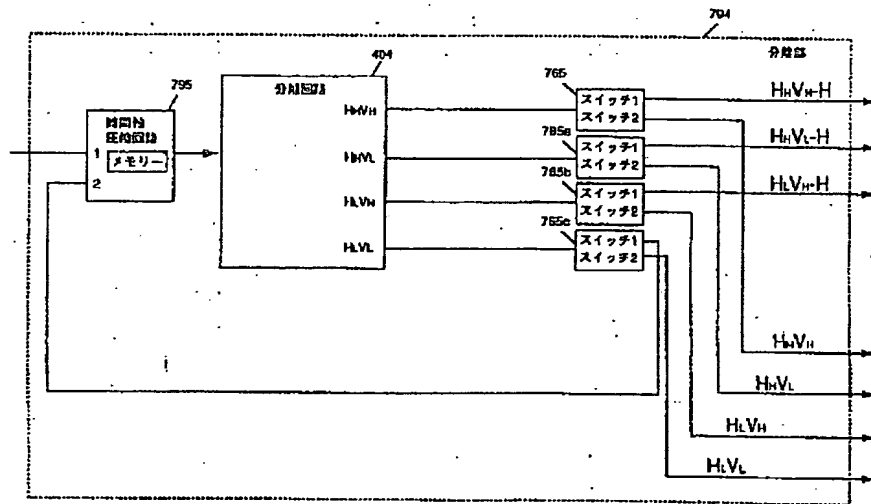 794
分離部
795
時間軸
圧縮回路
メモリー
1
2
404
分離回路
HHVH
HHVL
HLVH
HLVL
765
スイッチ1
スイッチ2
765a
スイッチ1
スイッチ2
765b
スイッチ1
スイッチ2
765c
スイッチ1
スイッチ2
HHVH-H
HHVL-H
HLVH-H
HHVH
HHVL
HLVH
HLVL